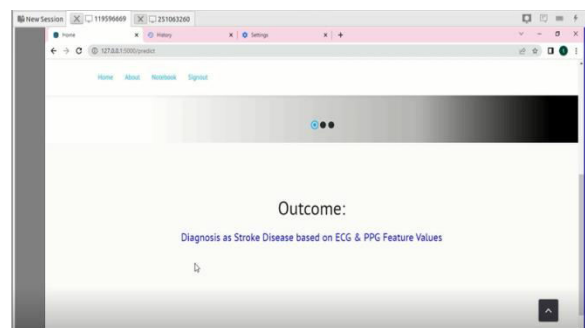 New Session
119596669
251063260
Home
History
Settings
127.0.0.1:5000/predict
Home About Notebook Signout
Outcome:
Diagnosis as Stroke Disease based on ECG & PPG Feature Values